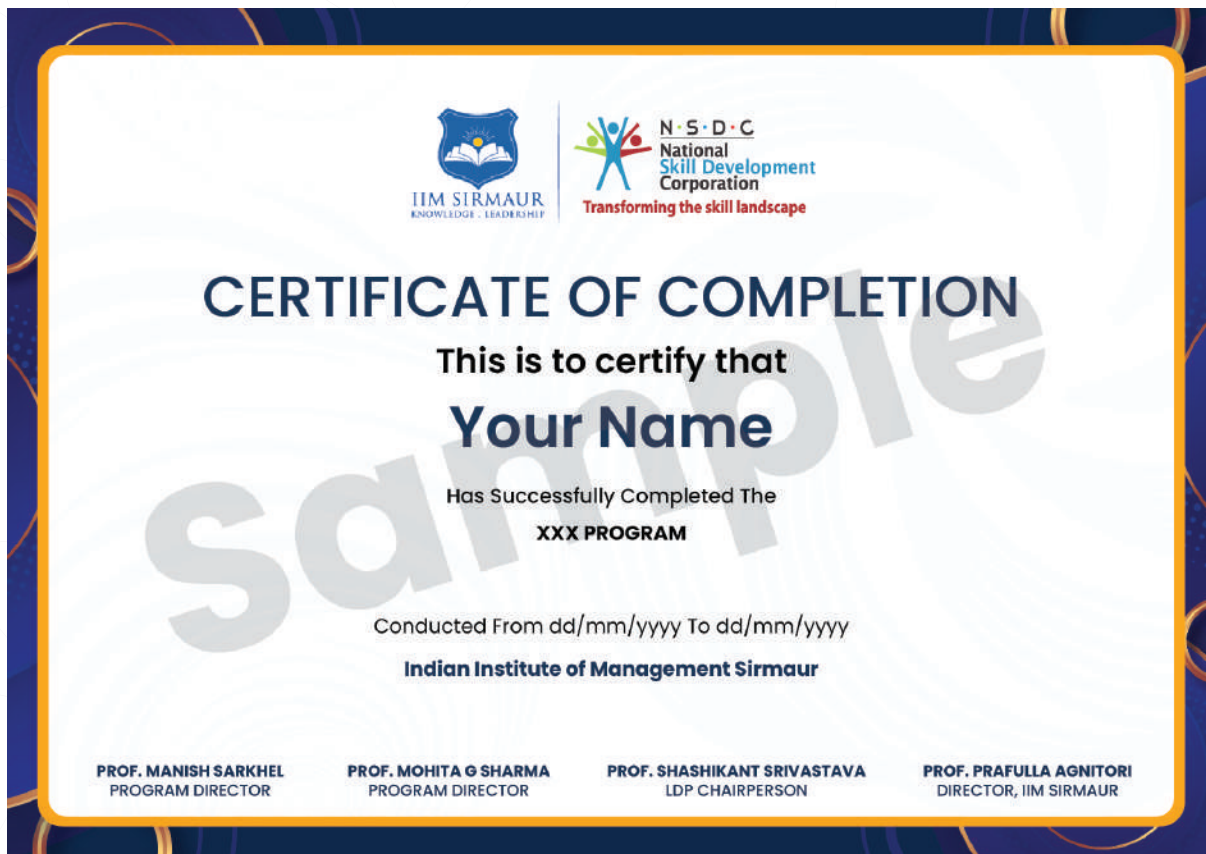 IIM SIRMAUR
KNOWLEDGE . LEADERSHIP
N·S·D·C
National
Skill Development
Corporation
Transforming the skill landscape
CERTIFICATE OF COMPLETION
This is to certify that
Your Name
Sample
Has Successfully Completed The
XXX PROGRAM
Conducted From dd/mm/yyyy To dd/mm/yyyy
Indian Institute of Management Sirmaur
PROF. MANISH SARKHEL
PROGRAM DIRECTOR
PROF. MOHITA G SHARMA
PROGRAM DIRECTOR
PROF. SHASHIKANT SRIVASTAVA
LDP CHAIRPERSON
PROF. PRAFULLA AGNITORI
DIRECTOR, IIM SIRMAUR